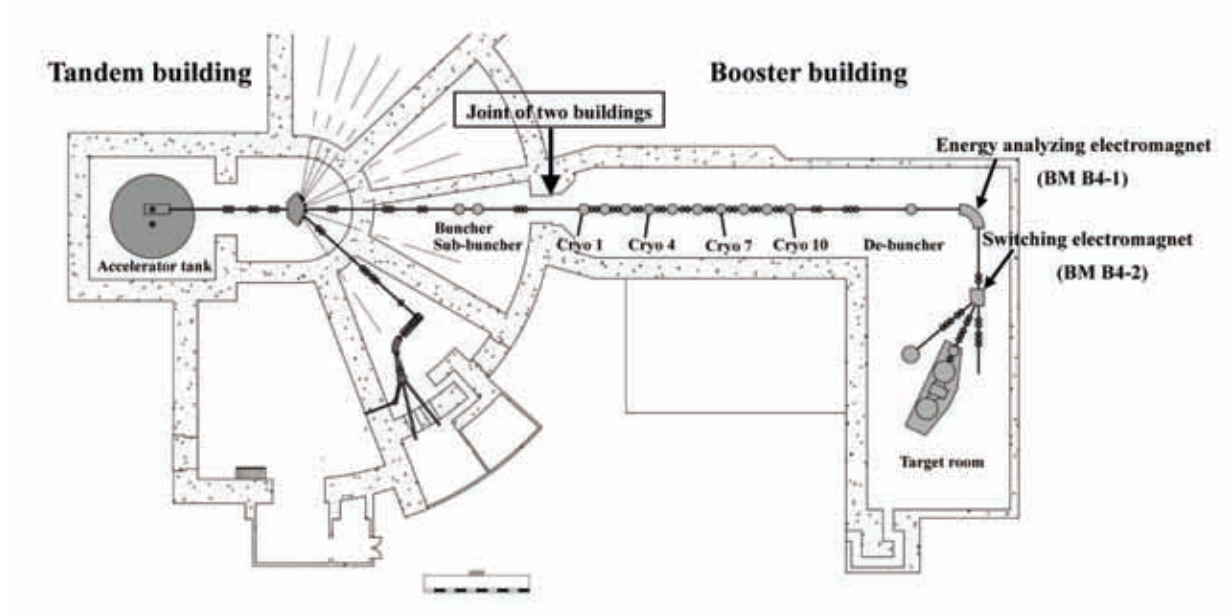 Tandem building
Booster building
Joint of two buildings
Energy analyzing electromagnet
(BM B4-1)
Buncher
Sub-buncher
Cryo 1
Cryo 4
Cryo 7
Cryo 10
De-buncher
Switching electromagnet
(BM B4-2)
Accelerator tank
Target room